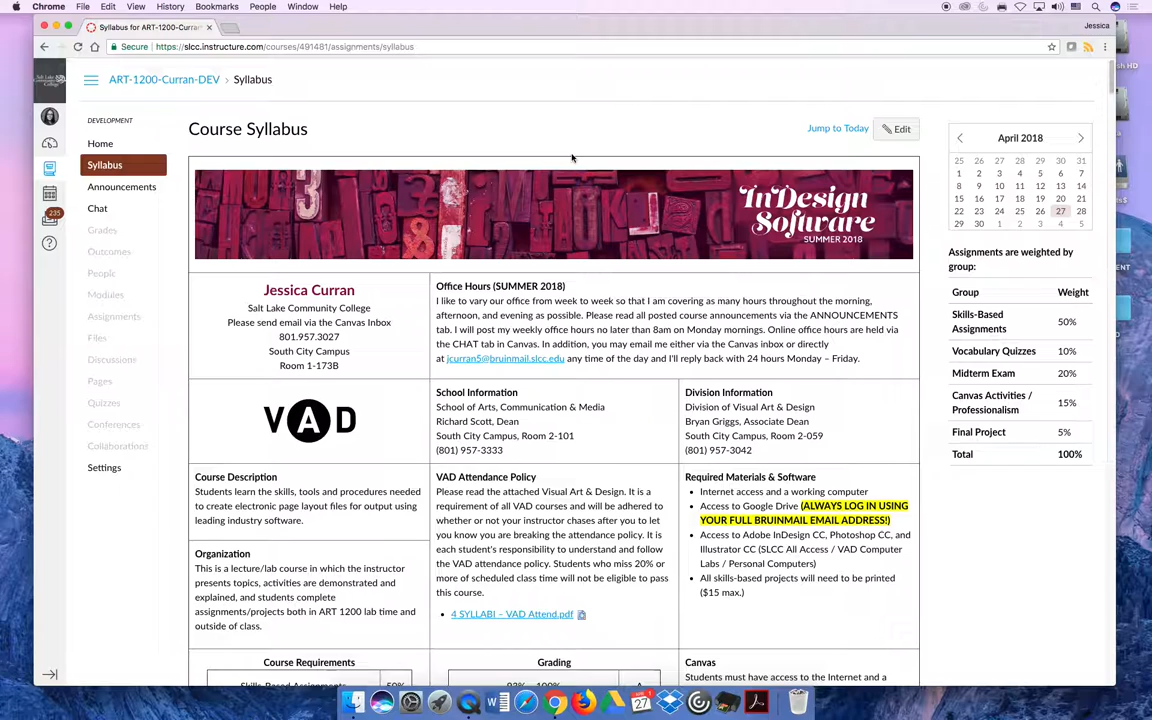 Chrome File Edit View History Bookmarks People Window Help
Syllabus for ART-1200-Curran
Jessica
Secure https://slcc.instructure.com/courses/491481/assignments/syllabus
Salt Lake
Community
College
ART-1200-Curran-DEV > Syllabus
DEVELOPMENT
Home
Syllabus
Announcements
Chat
Grades
Outcomes
People
Modules
Assignments
Files
Discussions
Pages
Quizzes
Conferences
Collaborations
Settings
235
Course Syllabus
Jump to Today
Edit
InDesign
Software
SUMMER 2018
Jessica Curran
Salt Lake Community College
Please send email via the Canvas Inbox
801.957.3027
South City Campus
Room 1-173B
Office Hours (SUMMER 2018)
I like to vary our office from week to week so that I am covering as many hours throughout the morning,
afternoon, and evening as possible. Please read all posted course announcements via the ANNOUNCEMENTS
tab. I will post my weekly office hours no later than 8am on Monday mornings. Online office hours are held via
the CHAT tab in Canvas. In addition, you may email me either via the Canvas inbox or directly
at jcurran5@bruinmail.slcc.edu any time of the day and I'll reply back with 24 hours Monday – Friday.
VAD
School Information
School of Arts, Communication & Media
Richard Scott, Dean
South City Campus, Room 2-101
(801) 957-3333
Division Information
Division of Visual Art & Design
Bryan Griggs, Associate Dean
South City Campus, Room 2-059
(801) 957-3042
Course Description
Students learn the skills, tools and procedures needed
to create electronic page layout files for output using
leading industry software.
Organization
This is a lecture/lab course in which the instructor
presents topics, activities are demonstrated and
explained, and students complete
assignments/projects both in ART 1200 lab time and
outside of class.
VAD Attendance Policy
Please read the attached Visual Art & Design. It is a
requirement of all VAD courses and will be adhered to
whether or not your instructor chases after you to let
you know you are breaking the attendance policy. It is
each student's responsibility to understand and follow
the VAD attendance policy. Students who miss 20% or
more of scheduled class time will not be eligible to pass
this course.
4 SYLLABI – VAD Attend.pdf
Required Materials & Software
Internet access and a working computer
Access to Google Drive (ALWAYS LOG IN USING
YOUR FULL BRUINMAIL EMAIL ADDRESS!)
Access to Adobe InDesign CC, Photoshop CC, and
Illustrator CC (SLCC All Access / VAD Computer
Labs / Personal Computers)
All skills-based projects will need to be printed
($15 max.)
Course Requirements
Skills-Based Assignments 50%
Grading
93% - 100% A
Canvas
Students must have access to the Internet and a
April 2018
25 26 27 28 29 30 31
1 2 3 4 5 6 7
8 9 10 11 12 13 14
15 16 17 18 19 20 21
22 23 24 25 26 27 28
29 30 1 2 3 4 5
Assignments are weighted by
group:
Group Weight
Skills-Based
Assignments 50%
Vocabulary Quizzes 10%
Midterm Exam 20%
Canvas Activities /
Professionalism 15%
Final Project 5%
Total 100%